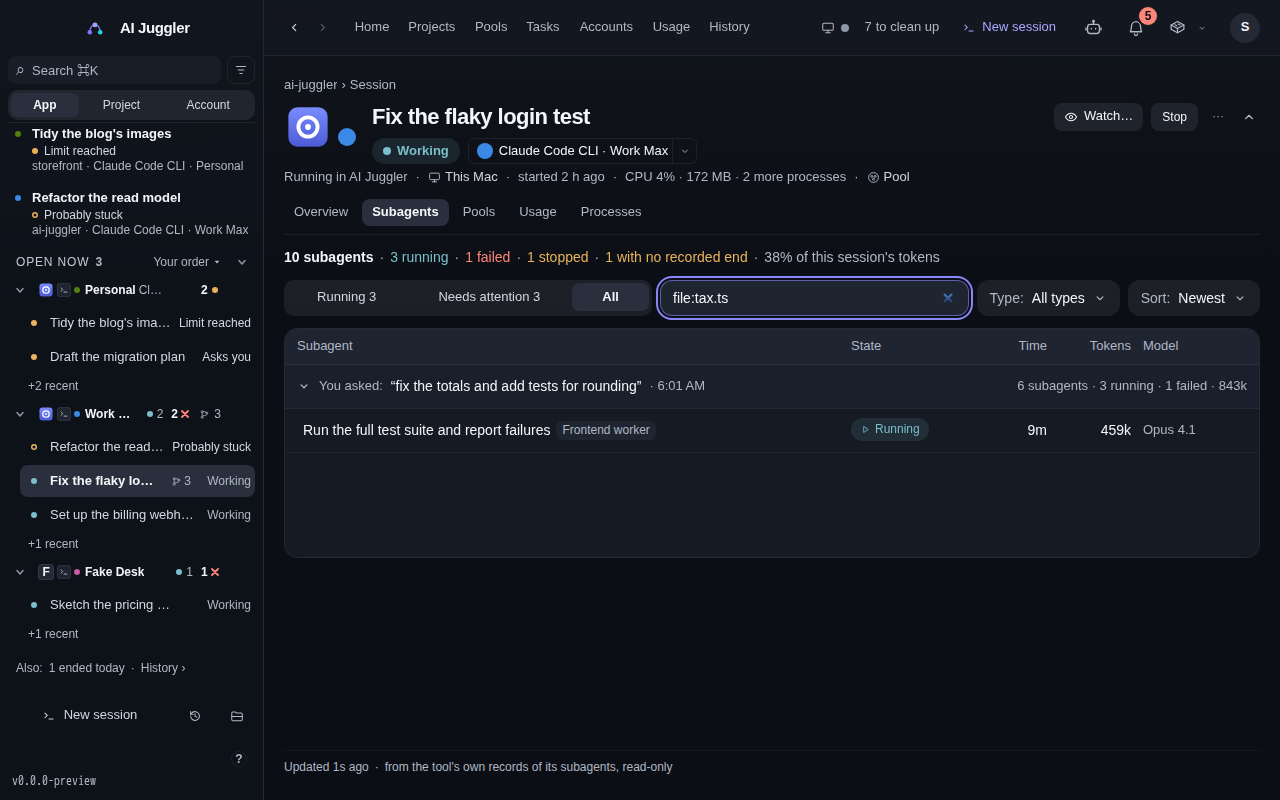 AI Juggler
Search ⌘K
App Project Account
Tidy the blog's images
Limit reached
storefront · Claude Code CLI · Personal
Refactor the read model
Probably stuck
ai-juggler · Claude Code CLI · Work Max
OPEN NOW 3 Your order
Personal Cl… 2
Tidy the blog's ima… Limit reached
Draft the migration plan Asks you
+2 recent
Work … 2 2 3
Refactor the read… Probably stuck
Fix the flaky lo… 3 Working
Set up the billing webh… Working
+1 recent
F Fake Desk 1 1
Sketch the pricing … Working
+1 recent
Also: 1 ended today · History ›
New session
?
v0.0.0-preview
Home Projects Pools Tasks Accounts Usage History 7 to clean up New session 5 S
ai-juggler › Session
Fix the flaky login test Watch… Stop ···
Working Claude Code CLI · Work Max
Running in AI Juggler · This Mac · started 2 h ago · CPU 4% · 172 MB · 2 more processes · Pool
Overview Subagents Pools Usage Processes
10 subagents · 3 running · 1 failed · 1 stopped · 1 with no recorded end · 38% of this session's tokens
Running 3 Needs attention 3 All file:tax.ts Type: All types Sort: Newest
Subagent State Time Tokens Model
You asked: “fix the totals and add tests for rounding” · 6:01 AM 6 subagents · 3 running · 1 failed · 843k
Run the full test suite and report failures Frontend worker Running 9m 459k Opus 4.1
Updated 1s ago · from the tool's own records of its subagents, read-only